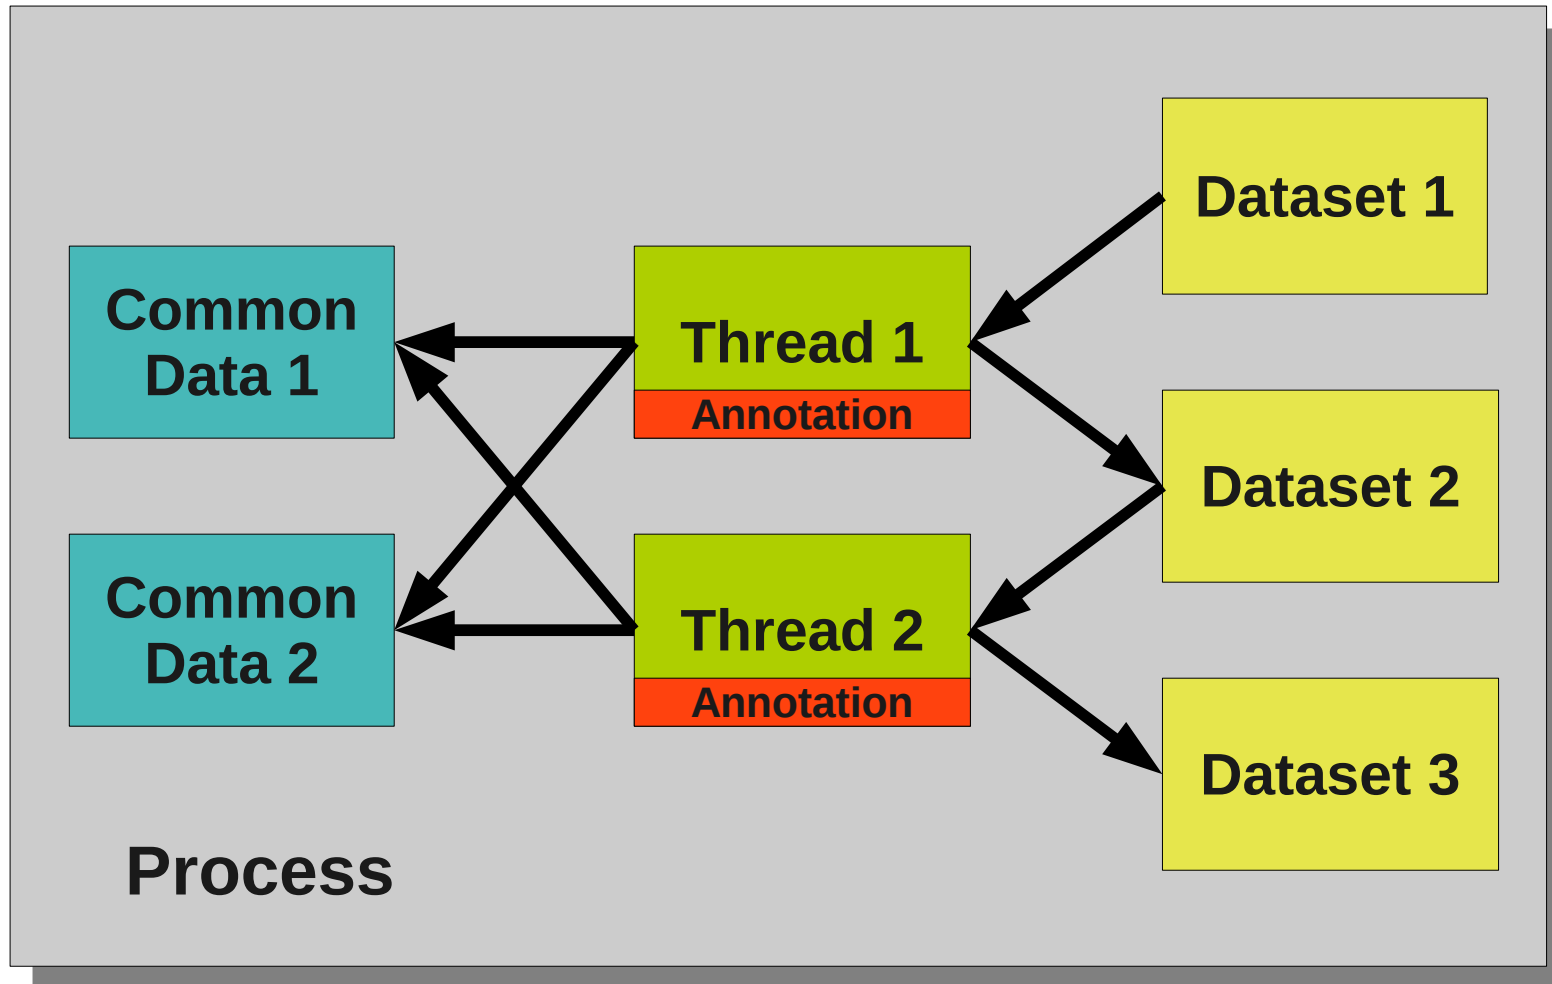 Dataset 1
Common
Data 1
Thread 1
Annotation
Dataset 2
Common
Data 2
Thread 2
Annotation
Dataset 3
Process